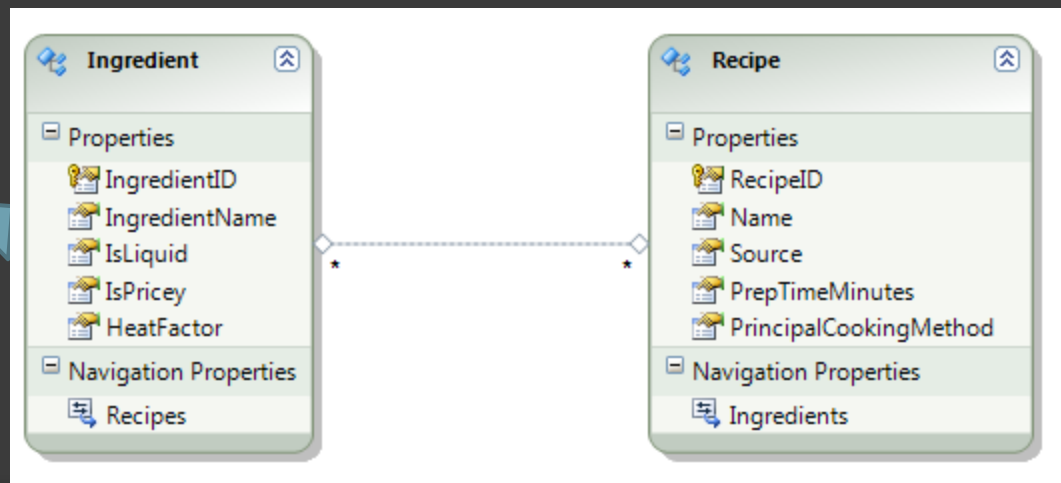 Ingredient
Properties
IngredientID
IngredientName
IsLiquid
IsPricey
HeatFactor
Navigation Properties
Recipes
*
*
Recipe
Properties
RecipeID
Name
Source
PrepTimeMinutes
PrincipalCookingMethod
Navigation Properties
Ingredients